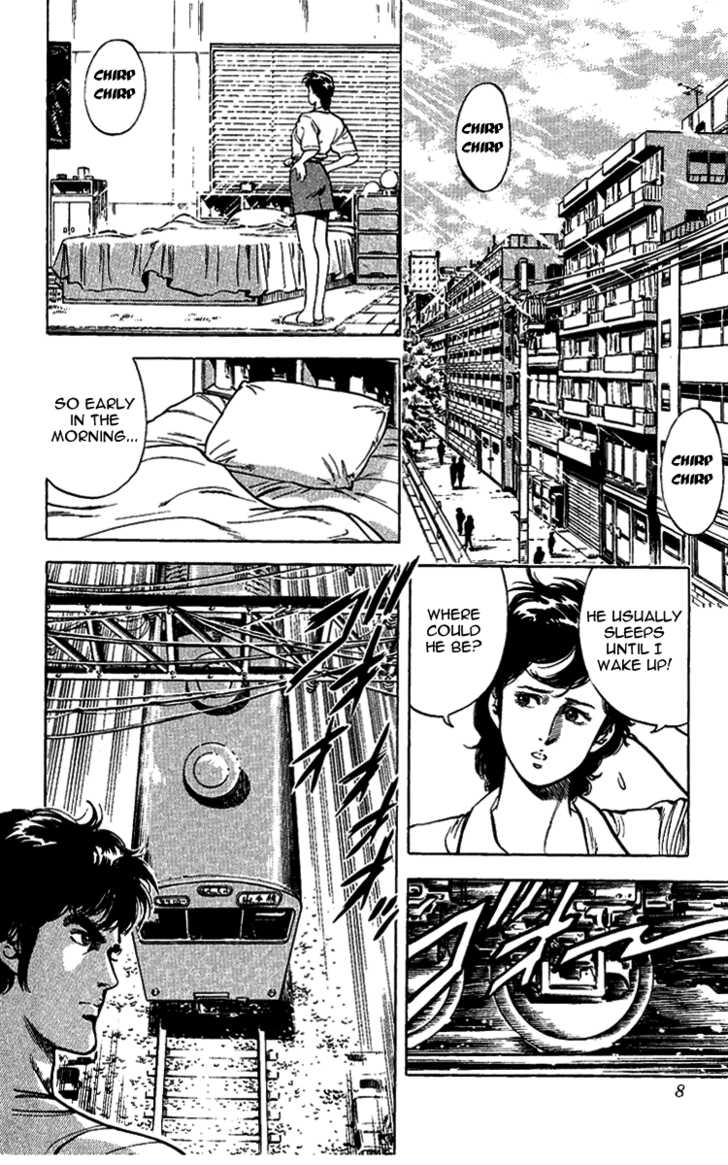 CHIRP
CHIRP
CHIRP
CHIRP
CHIRP
CHIRP
SO EARLY
IN THE
MORNING...
HE USUALLY
SLEEPS
UNTIL I
WAKE UP!
WHERE
COULD
HE BE?
8